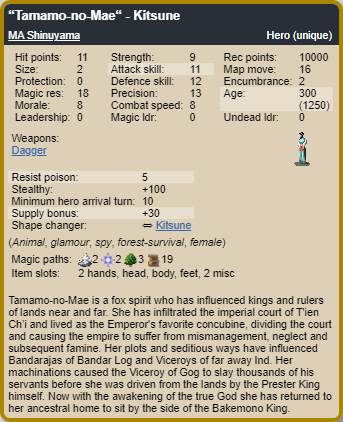 “Tamamo-no-Mae“ - Kitsune
MA Shinuyama Hero (unique)
Hit points: 11 Strength: 9 Rec points: 10000
Size: 2 Attack skill: 11 Map move: 16
Protection: 0 Defence skill: 12 Encumbrance: 2
Magic res: 18 Precision: 13 Age: 300
Morale: 8 Combat speed: 8 (1250)
Leadership: 0 Magic ldr: 0 Undead ldr: 0
Weapons:
Dagger
Resist poison: 5
Stealthy: +100
Minimum hero arrival turn: 10
Supply bonus: +30
Shape changer: ⇔ Kitsune
(Animal, glamour, spy, forest-survival, female)
Magic paths: 2 2 3 19
Item slots: 2 hands, head, body, feet, 2 misc
Tamamo-no-Mae is a fox spirit who has influenced kings and rulers
of lands near and far. She has infiltrated the imperial court of T'ien
Ch'i and lived as the Emperor's favorite concubine, dividing the court
and causing the empire to suffer from mismanagement, neglect and
subsequent famine. Her plots and seditious ways have influenced
Bandarajas of Bandar Log and Viceroys of far away Ind. Her
machinations caused the Viceroy of Gog to slay thousands of his
servants before she was driven from the lands by the Prester King
himself. Now with the awakening of the true God she has returned to
her ancestral home to sit by the side of the Bakemono King.